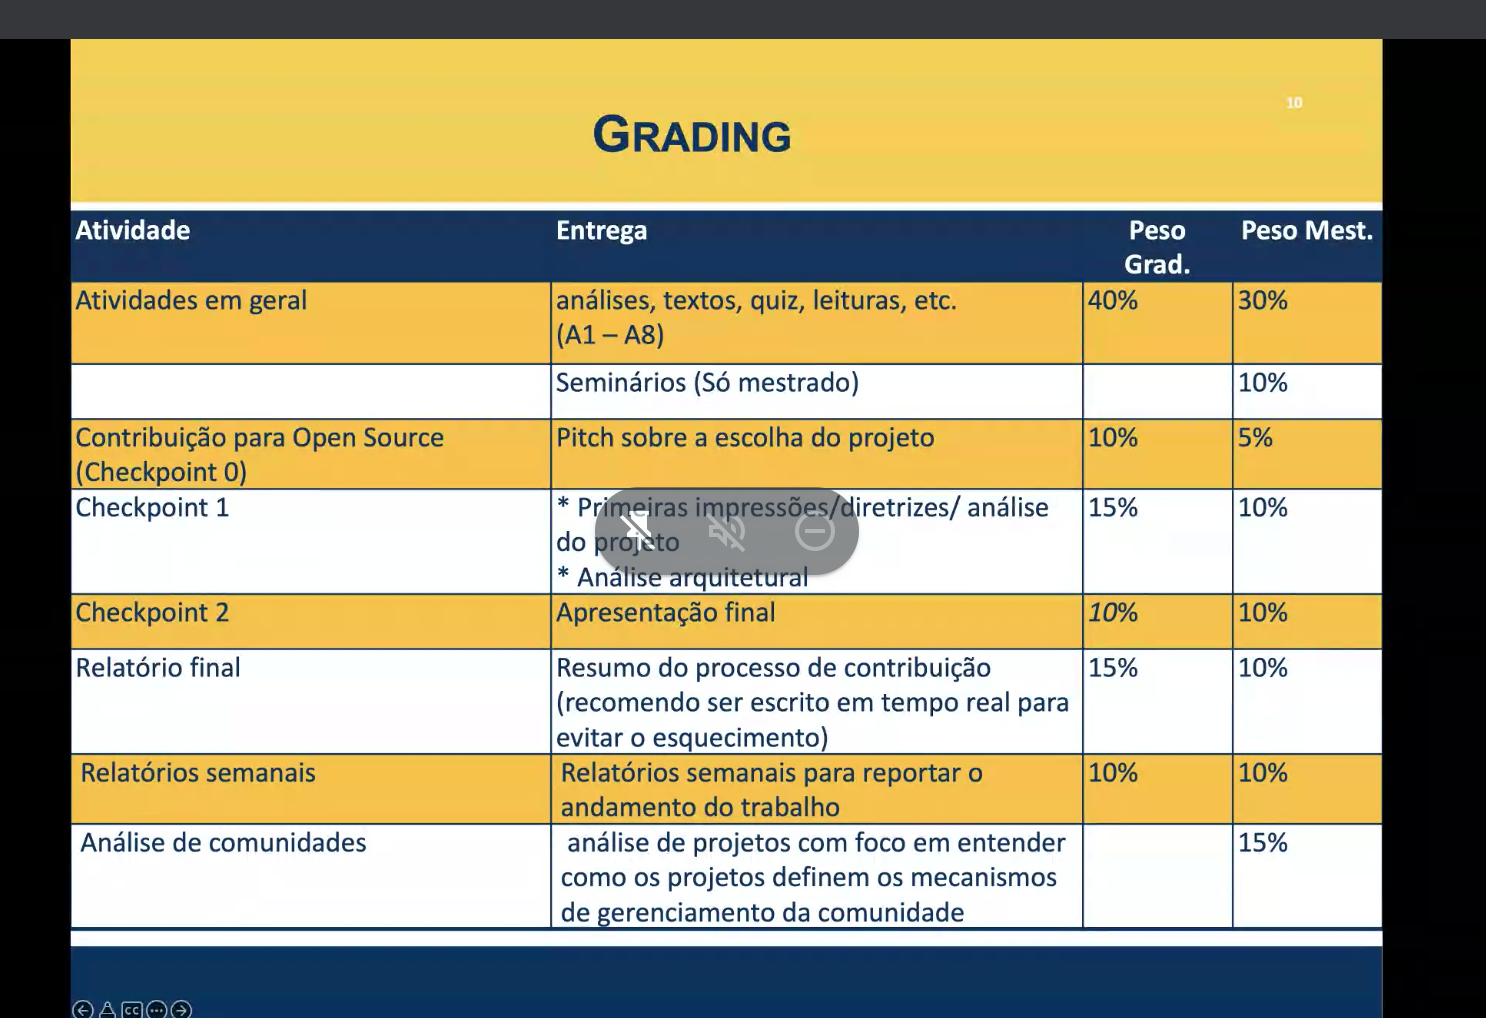 10
GRADING
Atividade Entrega Peso Peso Mest.
Grad.
Atividades em geral análises, textos, quiz, leituras, etc. 40% 30%
(A1 – A8)
Seminários (Só mestrado) 10%
Contribuição para Open Source Pitch sobre a escolha do projeto 10% 5%
(Checkpoint 0)
Checkpoint 1 * Primeiras impressões/diretrizes/ análise 15% 10%
do projeto
* Análise arquitetural
Checkpoint 2 Apresentação final 10% 10%
Relatório final Resumo do processo de contribuição 15% 10%
(recomendo ser escrito em tempo real para
evitar o esquecimento)
Relatórios semanais Relatórios semanais para reportar o 10% 10%
andamento do trabalho
Análise de comunidades análise de projetos com foco em entender 15%
como os projetos definem os mecanismos
de gerenciamento da comunidade
CC